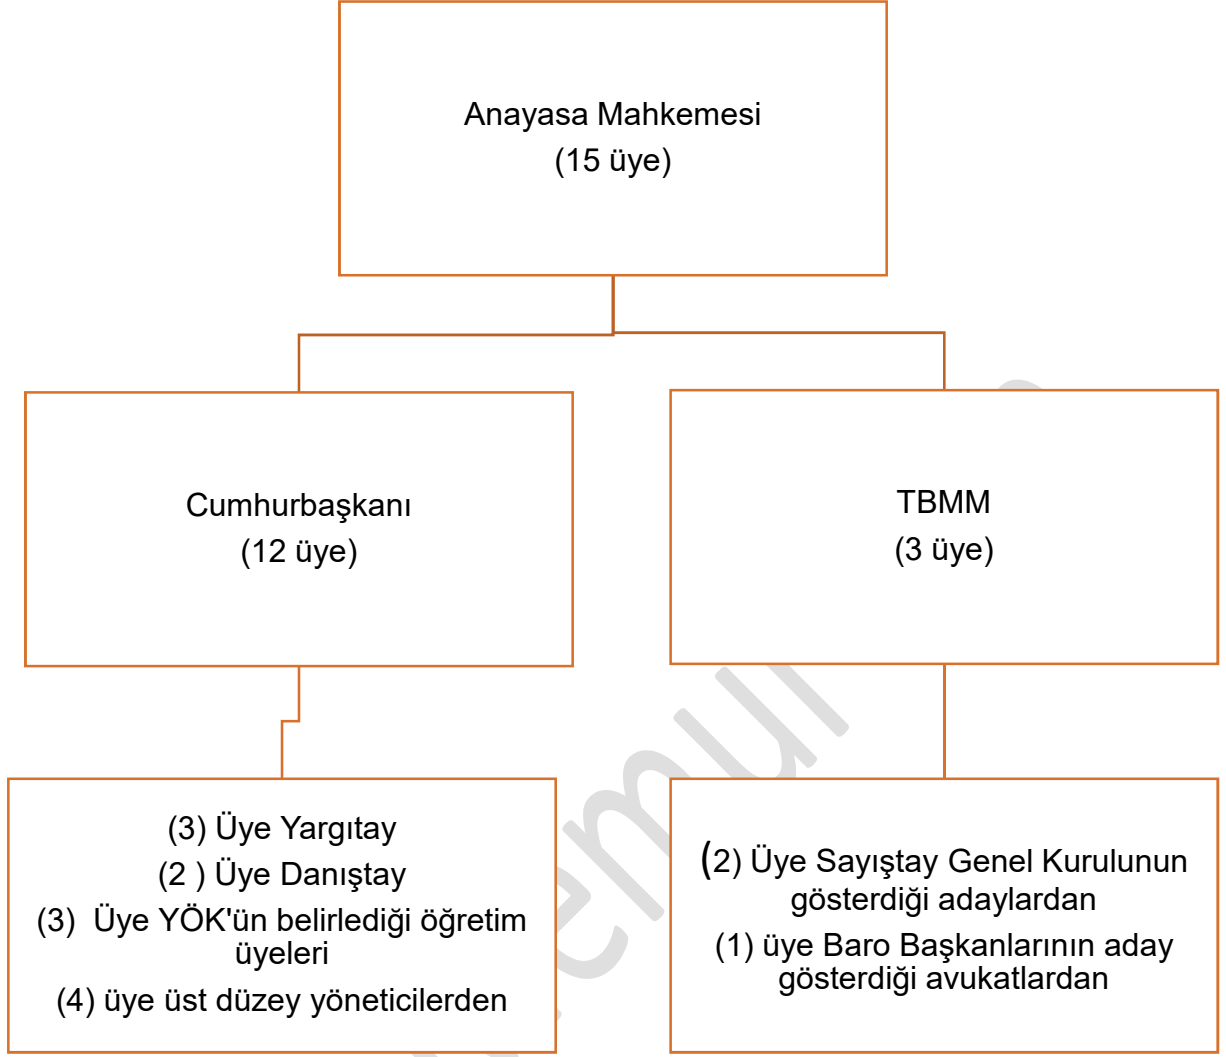 Anayasa Mahkemesi
(15 üye)
Cumhurbaşkanı
(12 üye)
TBMM
(3 üye)
(3) Üye Yargıtay
(2 ) Üye Danıştay
(3) Üye YÖK'ün belirlediği öğretim
üyeleri
(4) üye üst düzey yöneticilerden
(2) Üye Sayıştay Genel Kurulunun
gösterdiği adaylardan
(1) üye Baro Başkanlarının aday
gösterdiği avukatlardan